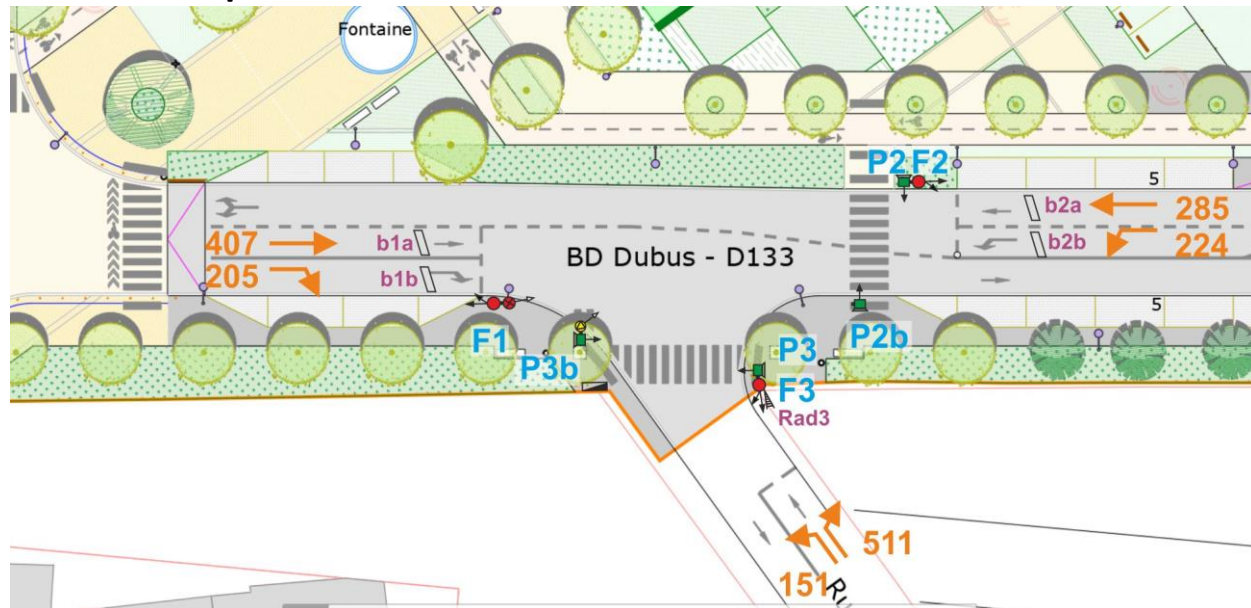 Fontaine
P2 F2
5
407
b1a
b2a
285
205
b1b
BD Dubus - D133
b2b
224
5
F1
P3b
P3
P2b
F3
Rad3
511
151
Ru